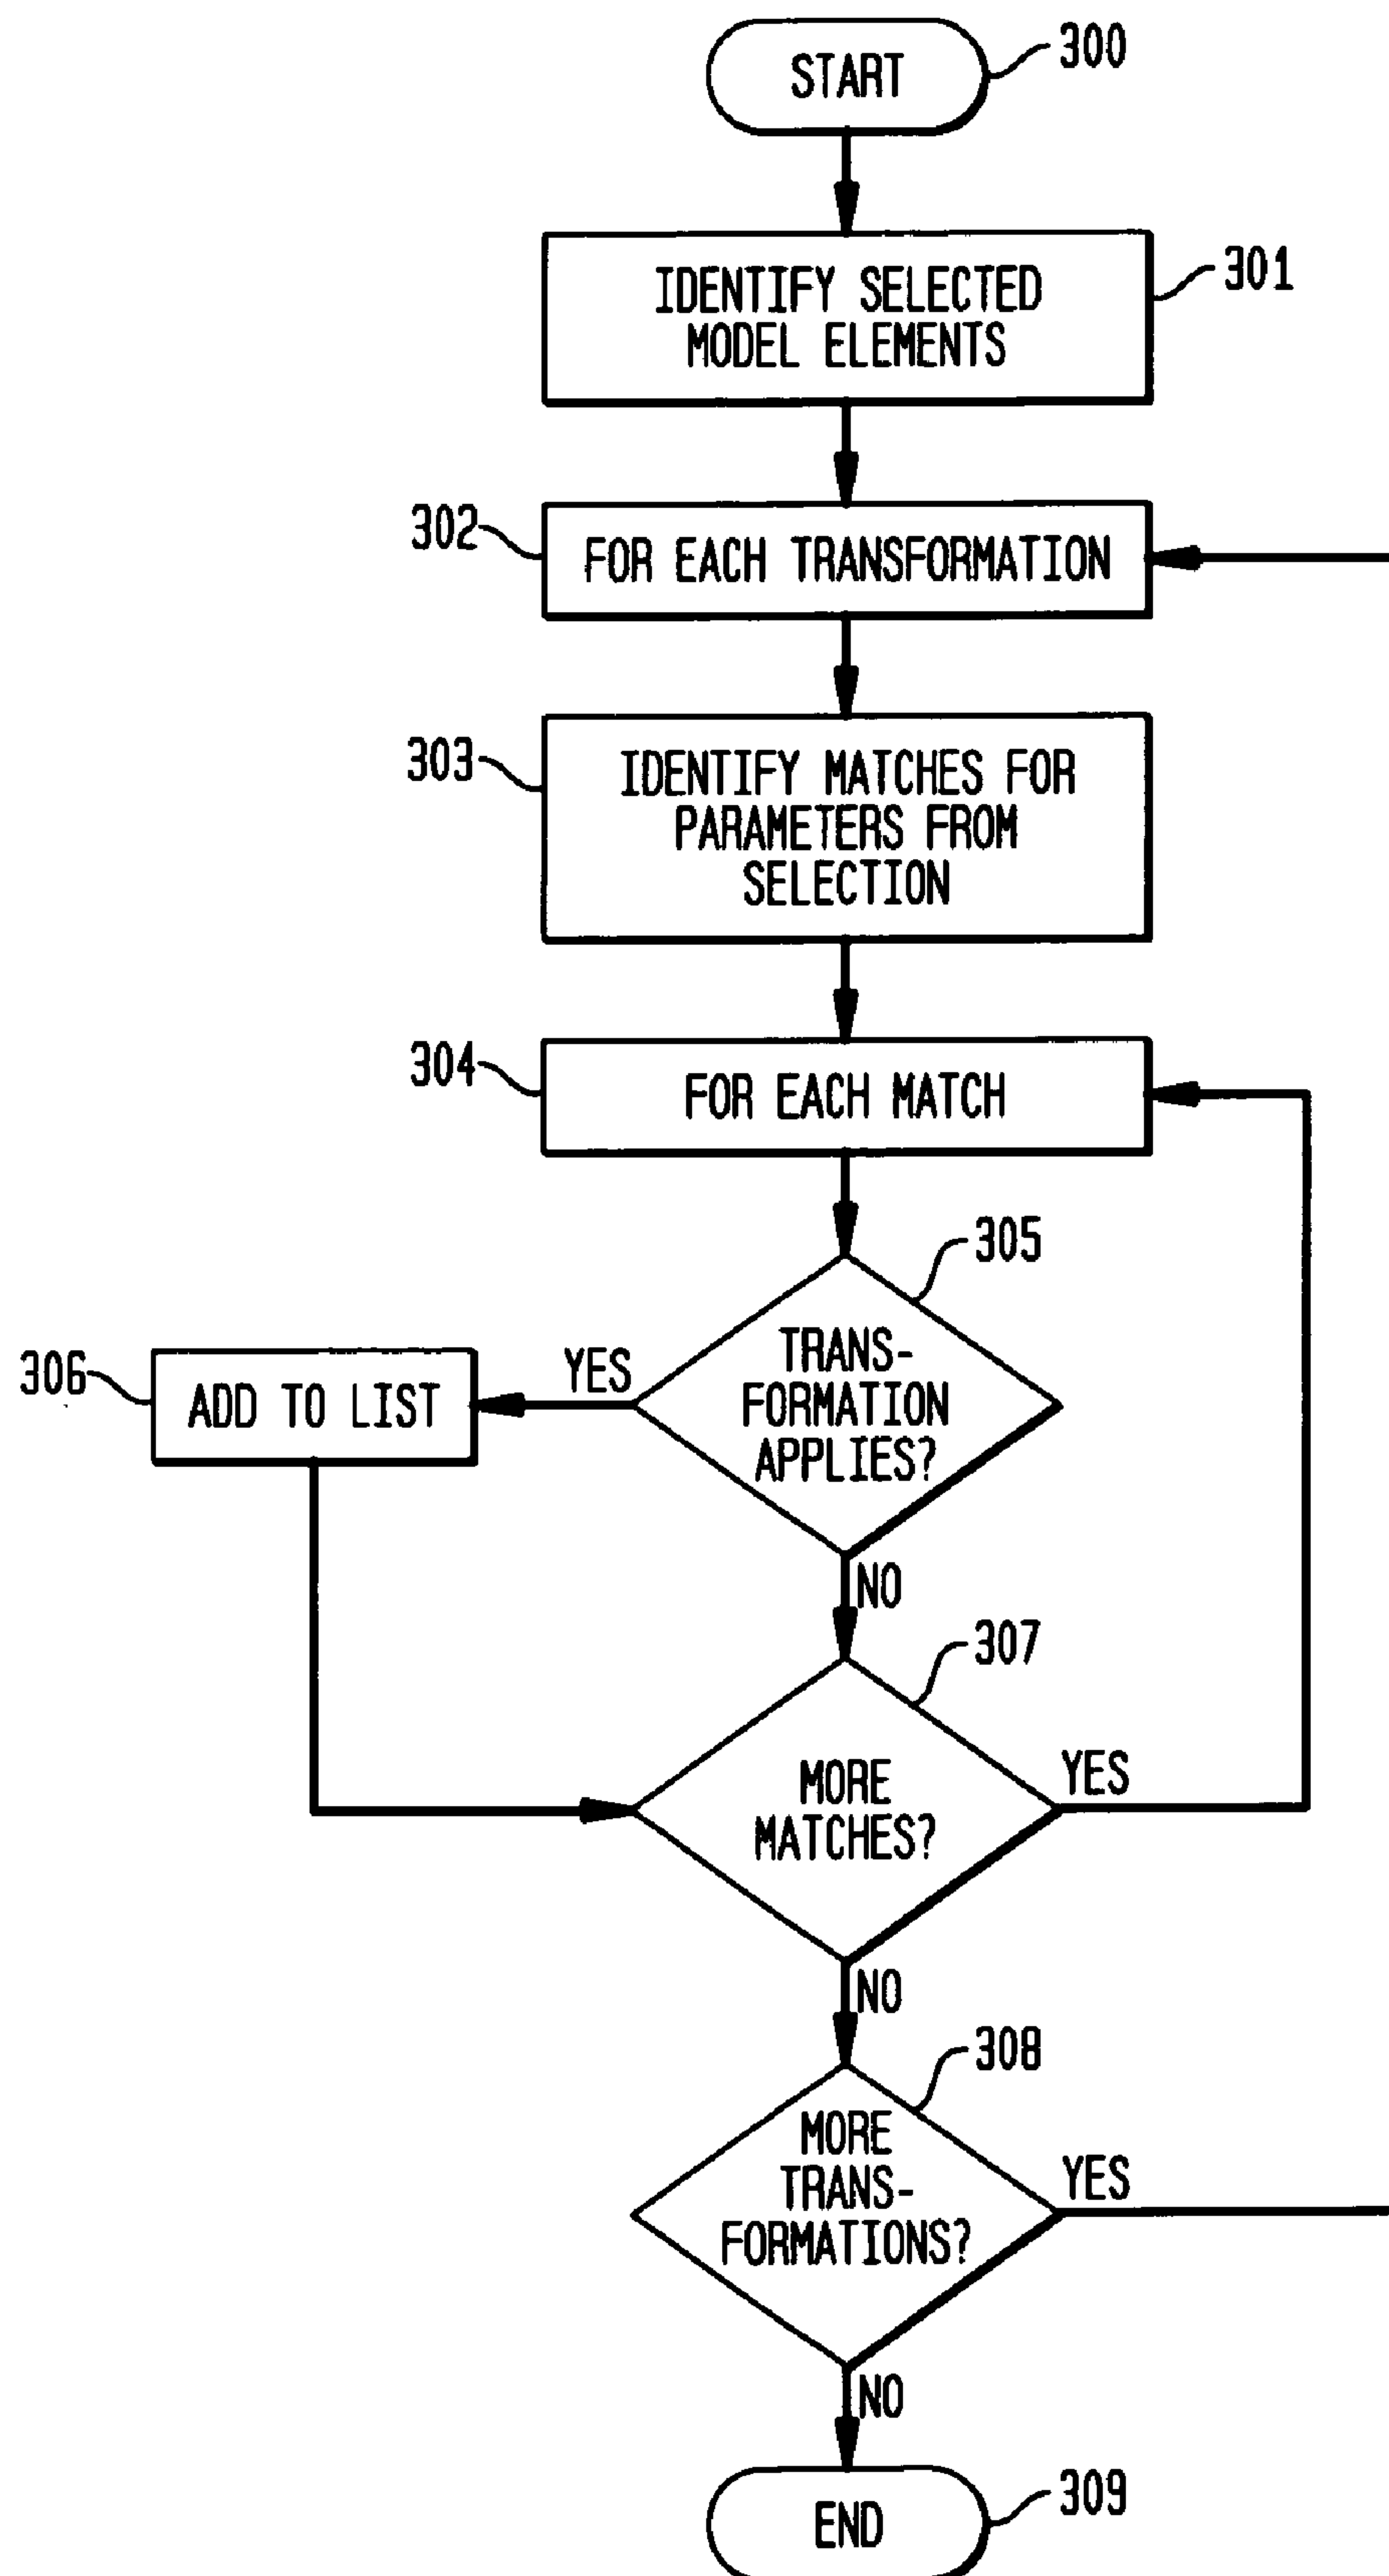 START
300
IDENTIFY SELECTED
MODEL ELEMENTS
301
302
FOR EACH TRANSFORMATION
303
IDENTIFY MATCHES FOR
PARAMETERS FROM
SELECTION
304
FOR EACH MATCH
305
TRANS-
FORMATION
APPLIES?
YES
306
ADD TO LIST
NO
307
MORE
MATCHES?
YES
NO
308
MORE
TRANS-
FORMATIONS?
YES
NO
END
309